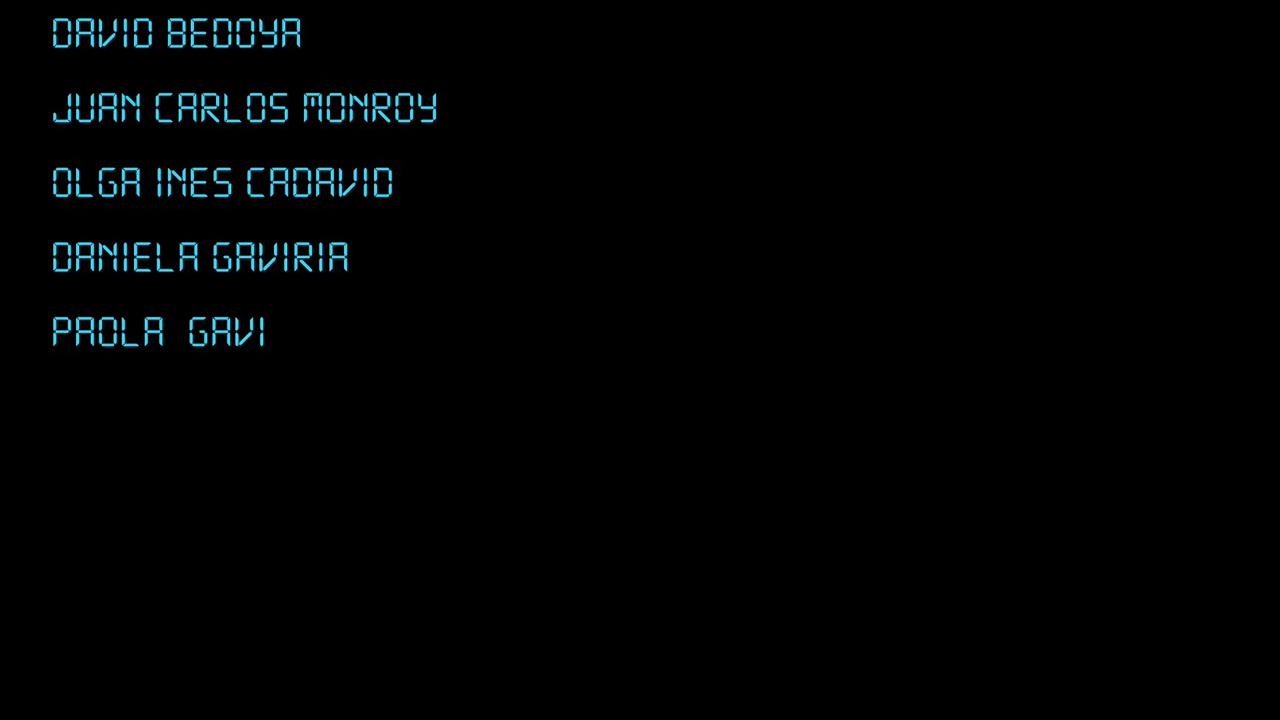 DAVID BEDOYA
JUAN CARLOS MONROY
OLGA INES CADAVID
DANIELA GAVIRIA
PAOLA  GAVI